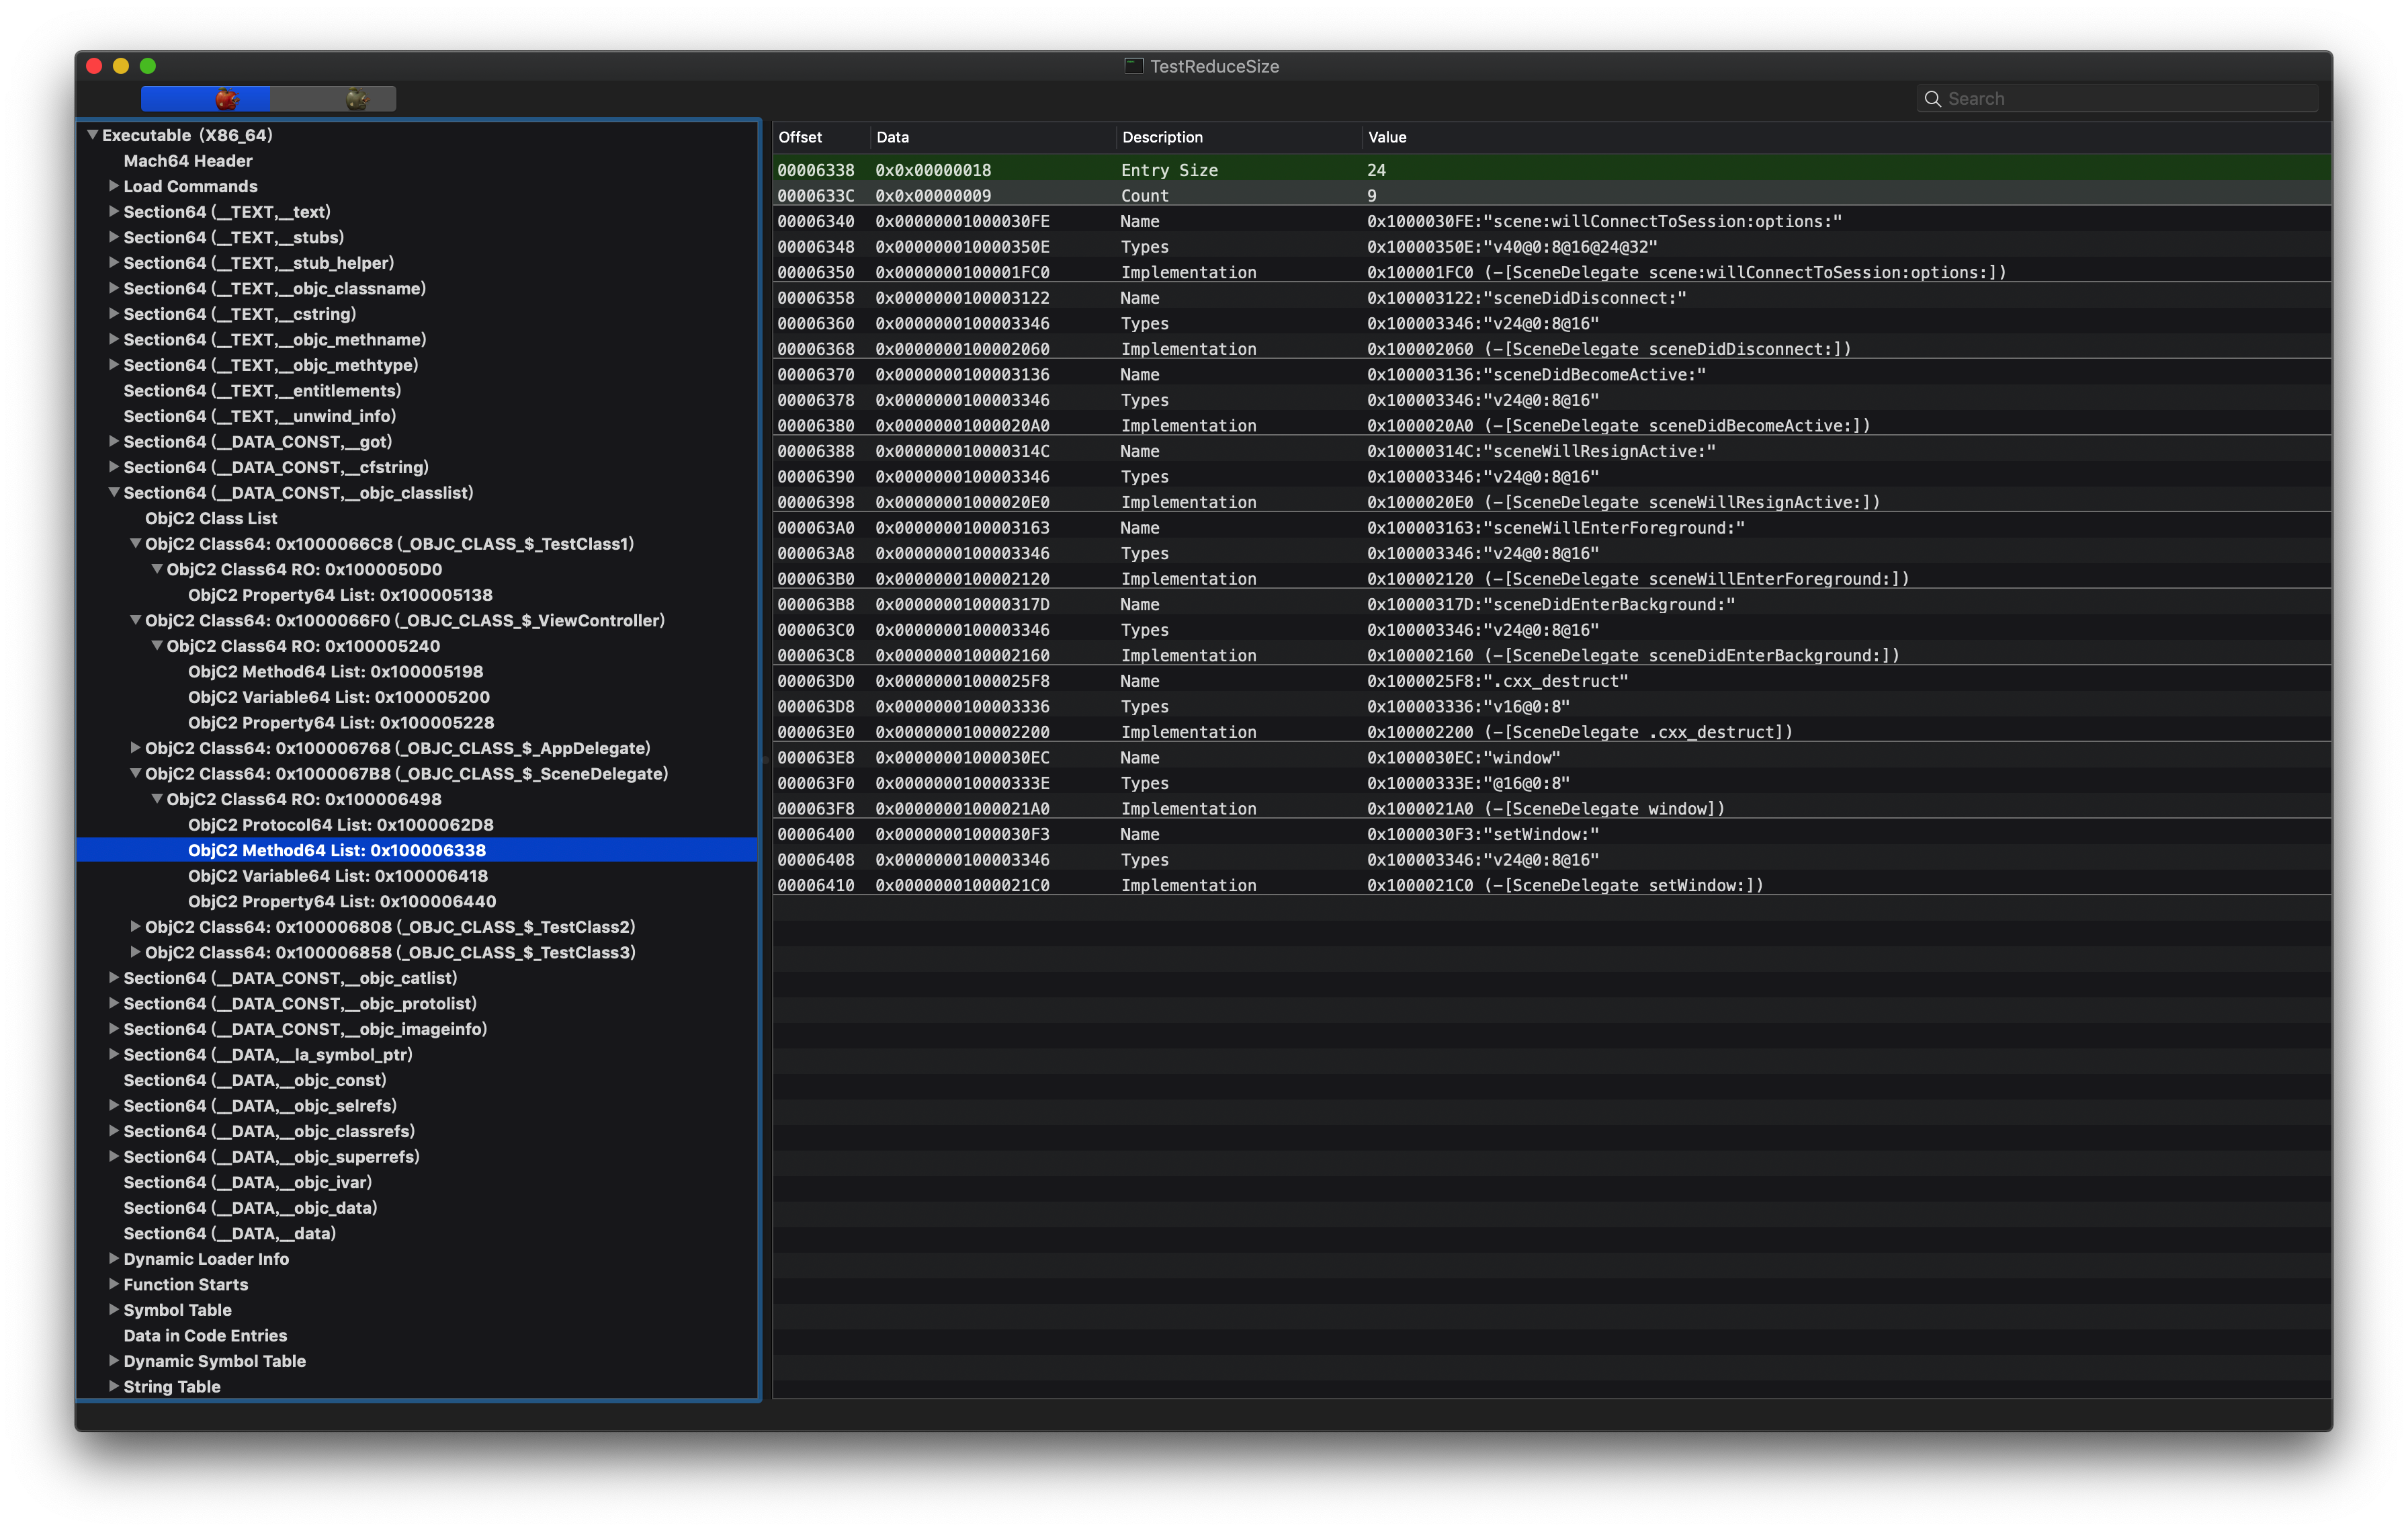 TestReduceSize
Search
Executable (X86_64)
Mach64 Header
Load Commands
Section64 (__TEXT,__text)
Section64 (__TEXT,__stubs)
Section64 (__TEXT,__stub_helper)
Section64 (__TEXT,__objc_classname)
Section64 (__TEXT,__cstring)
Section64 (__TEXT,__objc_methname)
Section64 (__TEXT,__objc_methtype)
Section64 (__TEXT,__entitlements)
Section64 (__TEXT,__unwind_info)
Section64 (__DATA_CONST,__got)
Section64 (__DATA_CONST,__cfstring)
Section64 (__DATA_CONST,__objc_classlist)
ObjC2 Class List
ObjC2 Class64: 0x1000066C8 (_OBJC_CLASS_$_TestClass1)
ObjC2 Class64 RO: 0x1000050D0
ObjC2 Property64 List: 0x100005138
ObjC2 Class64: 0x1000066F0 (_OBJC_CLASS_$_ViewController)
ObjC2 Class64 RO: 0x100005240
ObjC2 Method64 List: 0x100005198
ObjC2 Variable64 List: 0x100005200
ObjC2 Property64 List: 0x100005228
ObjC2 Class64: 0x100006768 (_OBJC_CLASS_$_AppDelegate)
ObjC2 Class64: 0x1000067B8 (_OBJC_CLASS_$_SceneDelegate)
ObjC2 Class64 RO: 0x100006498
ObjC2 Protocol64 List: 0x1000062D8
ObjC2 Method64 List: 0x100006338
ObjC2 Variable64 List: 0x100006418
ObjC2 Property64 List: 0x100006440
ObjC2 Class64: 0x100006808 (_OBJC_CLASS_$_TestClass2)
ObjC2 Class64: 0x100006858 (_OBJC_CLASS_$_TestClass3)
Section64 (__DATA_CONST,__objc_catlist)
Section64 (__DATA_CONST,__objc_protolist)
Section64 (__DATA_CONST,__objc_imageinfo)
Section64 (__DATA,__la_symbol_ptr)
Section64 (__DATA,__objc_const)
Section64 (__DATA,__objc_selrefs)
Section64 (__DATA,__objc_classrefs)
Section64 (__DATA,__objc_superrefs)
Section64 (__DATA,__objc_ivar)
Section64 (__DATA,__objc_data)
Section64 (__DATA,__data)
Dynamic Loader Info
Function Starts
Symbol Table
Data in Code Entries
Dynamic Symbol Table
String Table
Offset Data Description Value
00006338 0x0x00000018 Entry Size 24
0000633C 0x0x00000009 Count 9
00006340 0x00000001000030FE Name 0x1000030FE:"scene:willConnectToSession:options:"
00006348 0x000000010000350E Types 0x10000350E:"v40@0:8@16@24@32"
00006350 0x0000000100001FC0 Implementation 0x100001FC0 (-[SceneDelegate scene:willConnectToSession:options:])
00006358 0x0000000100003122 Name 0x100003122:"sceneDidDisconnect:"
00006360 0x0000000100003346 Types 0x100003346:"v24@0:8@16"
00006368 0x0000000100002060 Implementation 0x100002060 (-[SceneDelegate sceneDidDisconnect:])
00006370 0x0000000100003136 Name 0x100003136:"sceneDidBecomeActive:"
00006378 0x0000000100003346 Types 0x100003346:"v24@0:8@16"
00006380 0x00000001000020A0 Implementation 0x1000020A0 (-[SceneDelegate sceneDidBecomeActive:])
00006388 0x000000010000314C Name 0x10000314C:"sceneWillResignActive:"
00006390 0x0000000100003346 Types 0x100003346:"v24@0:8@16"
00006398 0x00000001000020E0 Implementation 0x1000020E0 (-[SceneDelegate sceneWillResignActive:])
000063A0 0x0000000100003163 Name 0x100003163:"sceneWillEnterForeground:"
000063A8 0x0000000100003346 Types 0x100003346:"v24@0:8@16"
000063B0 0x0000000100002120 Implementation 0x100002120 (-[SceneDelegate sceneWillEnterForeground:])
000063B8 0x000000010000317D Name 0x10000317D:"sceneDidEnterBackground:"
000063C0 0x0000000100003346 Types 0x100003346:"v24@0:8@16"
000063C8 0x0000000100002160 Implementation 0x100002160 (-[SceneDelegate sceneDidEnterBackground:])
000063D0 0x00000001000025F8 Name 0x1000025F8:".cxx_destruct"
000063D8 0x0000000100003336 Types 0x100003336:"v16@0:8"
000063E0 0x0000000100002200 Implementation 0x100002200 (-[SceneDelegate .cxx_destruct])
000063E8 0x00000001000030EC Name 0x1000030EC:"window"
000063F0 0x000000010000333E Types 0x10000333E:"@16@0:8"
000063F8 0x00000001000021A0 Implementation 0x1000021A0 (-[SceneDelegate window])
00006400 0x00000001000030F3 Name 0x1000030F3:"setWindow:"
00006408 0x0000000100003346 Types 0x100003346:"v24@0:8@16"
00006410 0x00000001000021C0 Implementation 0x1000021C0 (-[SceneDelegate setWindow:])